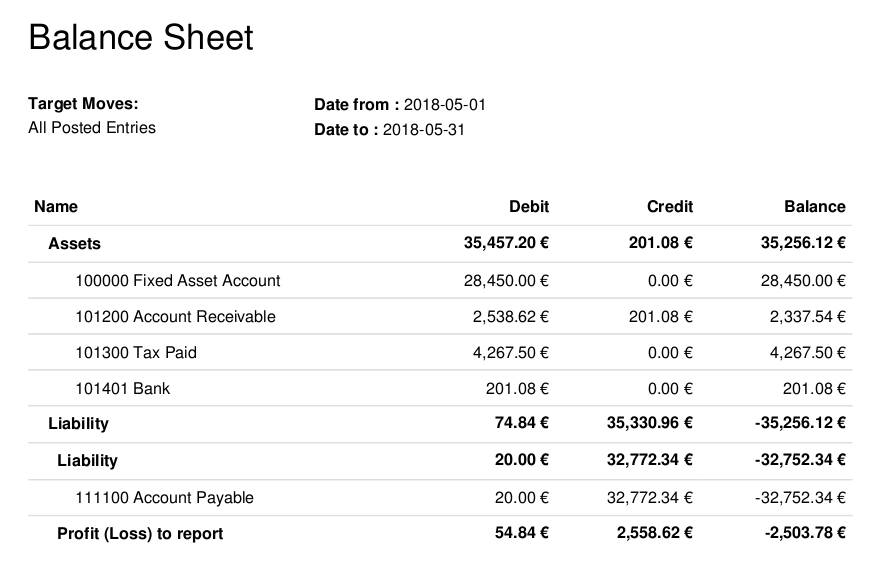 Balance Sheet
Target Moves: Date from : 2018-05-01
All Posted Entries Date to : 2018-05-31
Name Debit Credit Balance
Assets 35,457.20 € 201.08 € 35,256.12 €
100000 Fixed Asset Account 28,450.00 € 0.00 € 28,450.00 €
101200 Account Receivable 2,538.62 € 201.08 € 2,337.54 €
101300 Tax Paid 4,267.50 € 0.00 € 4,267.50 €
101401 Bank 201.08 € 0.00 € 201.08 €
Liability 74.84 € 35,330.96 € -35,256.12 €
Liability 20.00 € 32,772.34 € -32,752.34 €
111100 Account Payable 20.00 € 32,772.34 € -32,752.34 €
Profit (Loss) to report 54.84 € 2,558.62 € -2,503.78 €